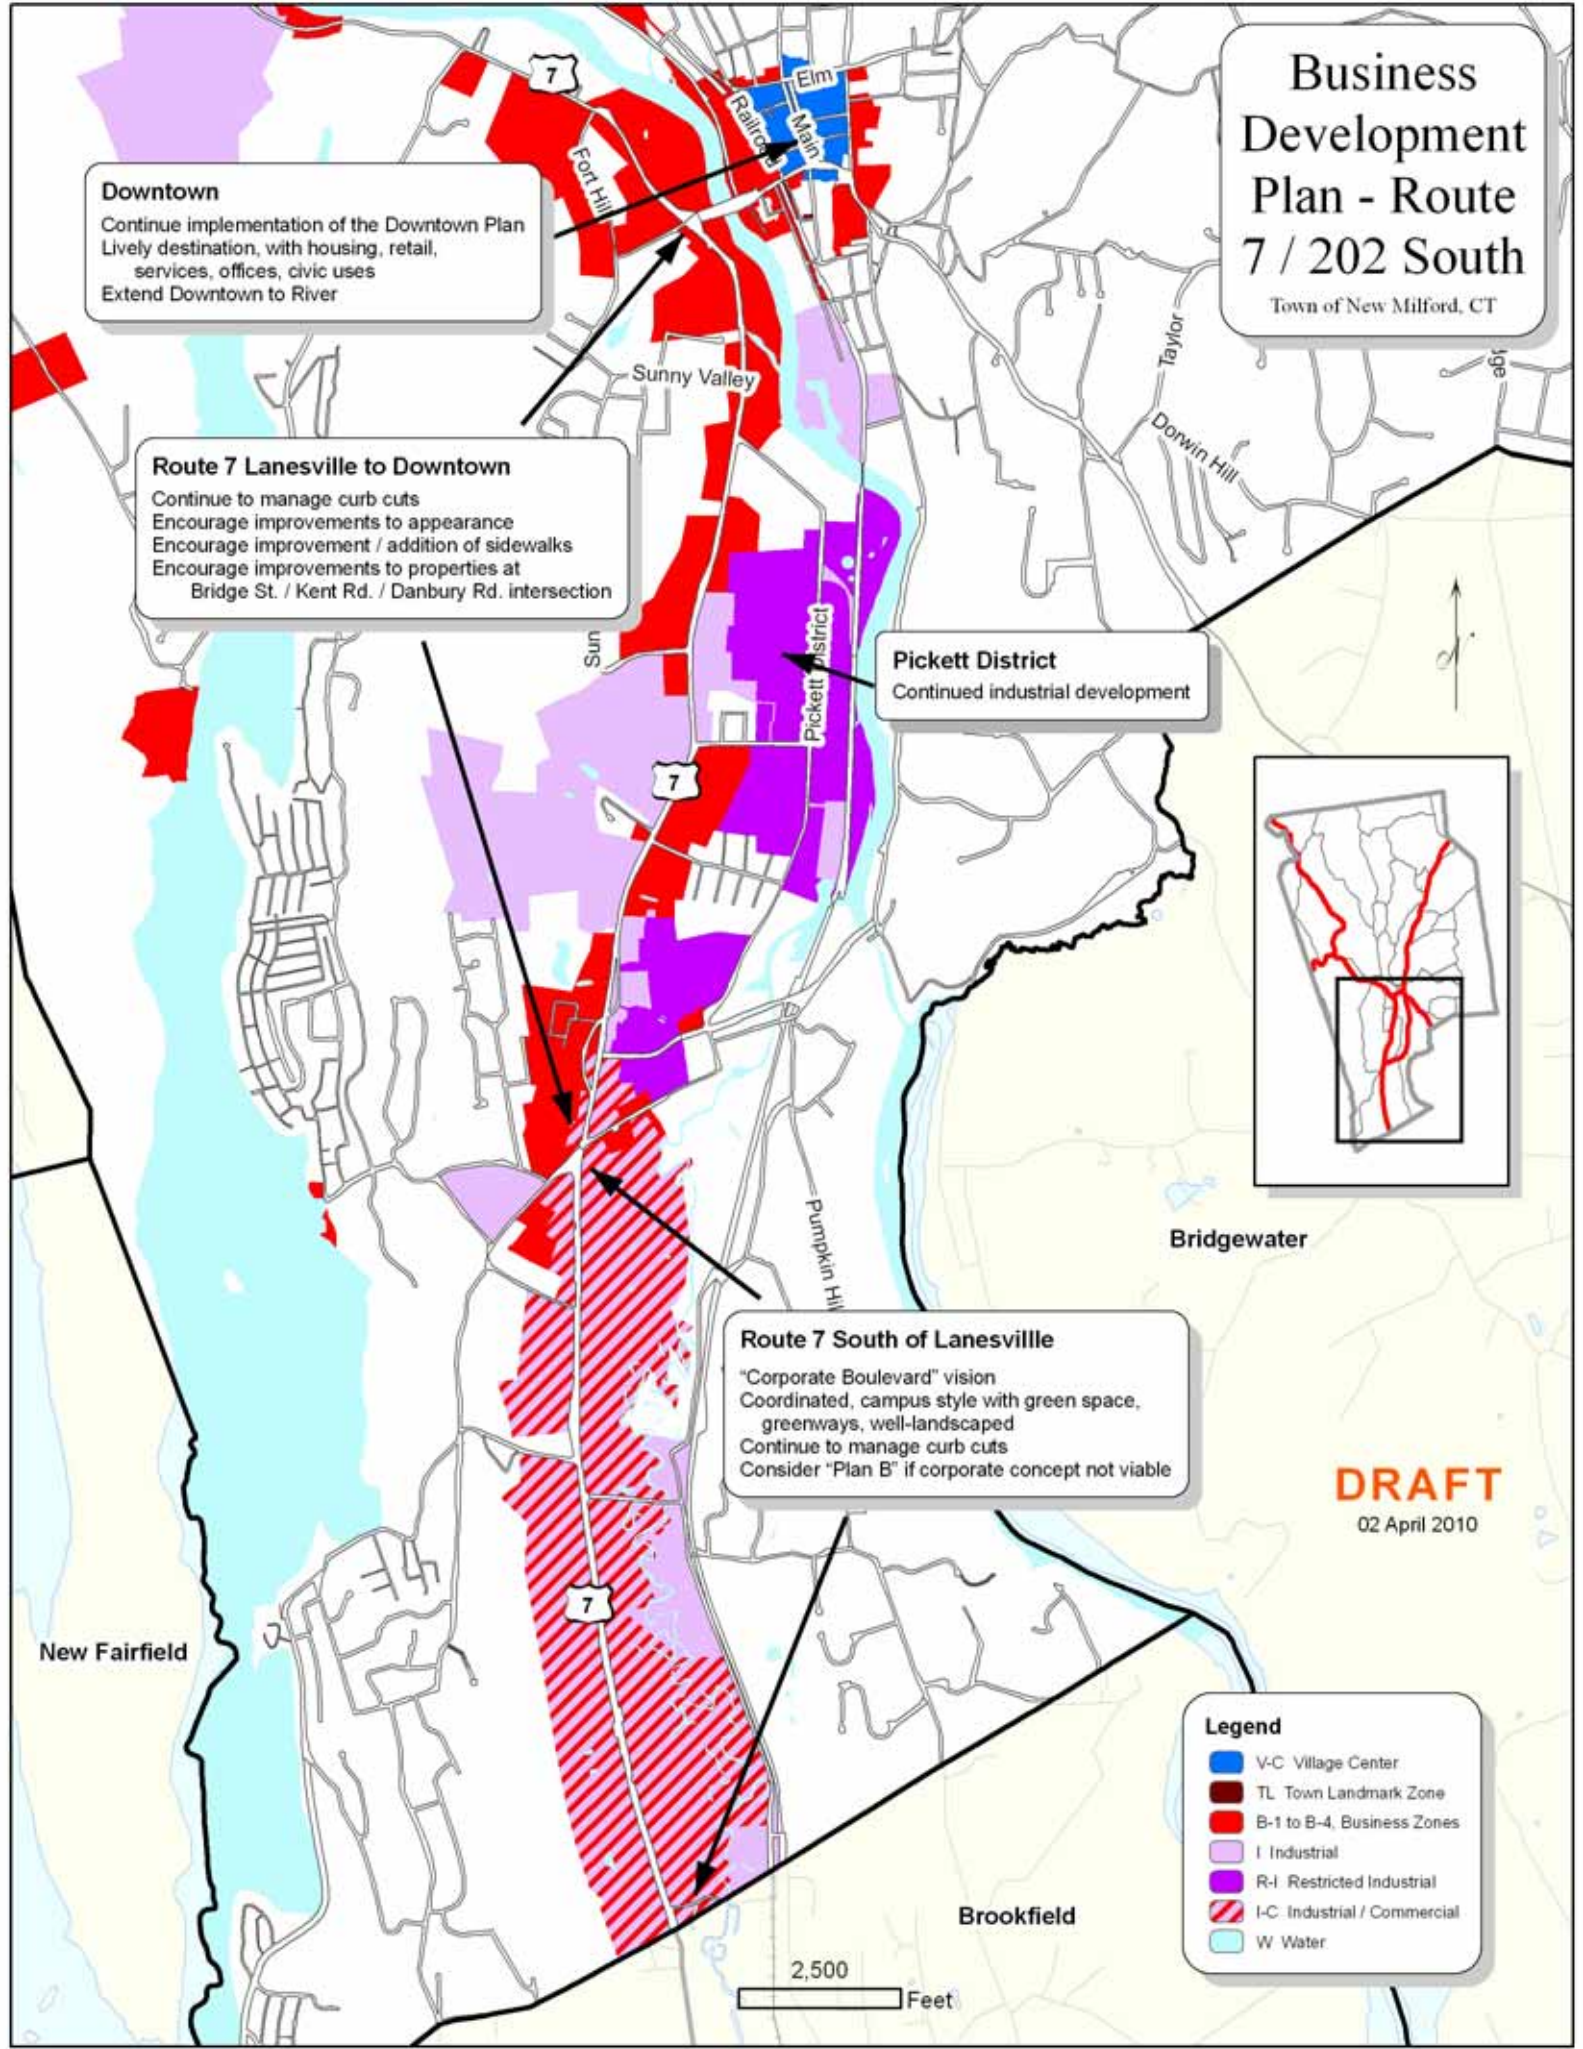 Business
Development
Plan - Route
7 / 202 South
Town of New Milford, CT
7
Elm
Railroad
Main
Fort Hill
Downtown
Continue implementation of the Downtown Plan
Lively destination, with housing, retail,
services, offices, civic uses
Extend Downtown to River
Sunny Valley
Taylor
Dorwin Hill
dge
Route 7 Lanesville to Downtown
Continue to manage curb cuts
Encourage improvements to appearance
Encourage improvement / addition of sidewalks
Encourage improvements to properties at
Bridge St. / Kent Rd. / Danbury Rd. intersection
Sun
Pickett District
Pickett District
Continued industrial development
7
Bridgewater
Pumpkin Hil
Route 7 South of Lanesvillle
"Corporate Boulevard" vision
Coordinated, campus style with green space,
greenways, well-landscaped
Continue to manage curb cuts
Consider "Plan B" if corporate concept not viable
DRAFT
02 April 2010
7
New Fairfield
Brookfield
Legend
V-C Village Center
TL Town Landmark Zone
B-1 to B-4, Business Zones
I Industrial
R-I Restricted Industrial
I-C Industrial / Commercial
W Water
2,500
Feet